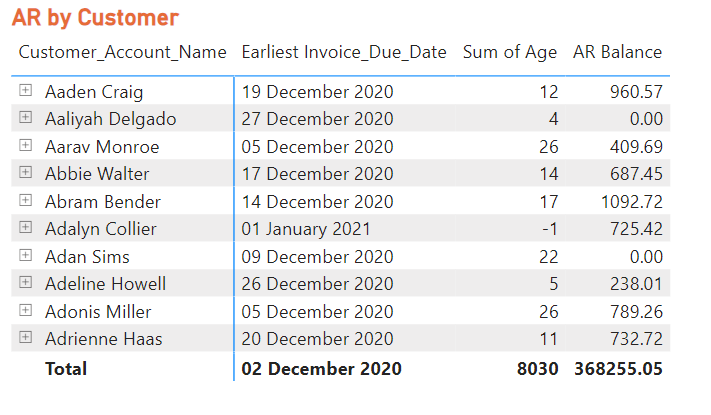 AR by Customer
Customer_Account_Name Earliest Invoice_Due_Date Sum of Age AR Balance
Aaden Craig 19 December 2020 12 960.57
Aaliyah Delgado 27 December 2020 4 0.00
Aarav Monroe 05 December 2020 26 409.69
Abbie Walter 17 December 2020 14 687.45
Abram Bender 14 December 2020 17 1092.72
Adalyn Collier 01 January 2021 -1 725.42
Adan Sims 09 December 2020 22 0.00
Adeline Howell 26 December 2020 5 238.01
Adonis Miller 05 December 2020 26 789.26
Adrienne Haas 20 December 2020 11 732.72
Total 02 December 2020 8030 368255.05